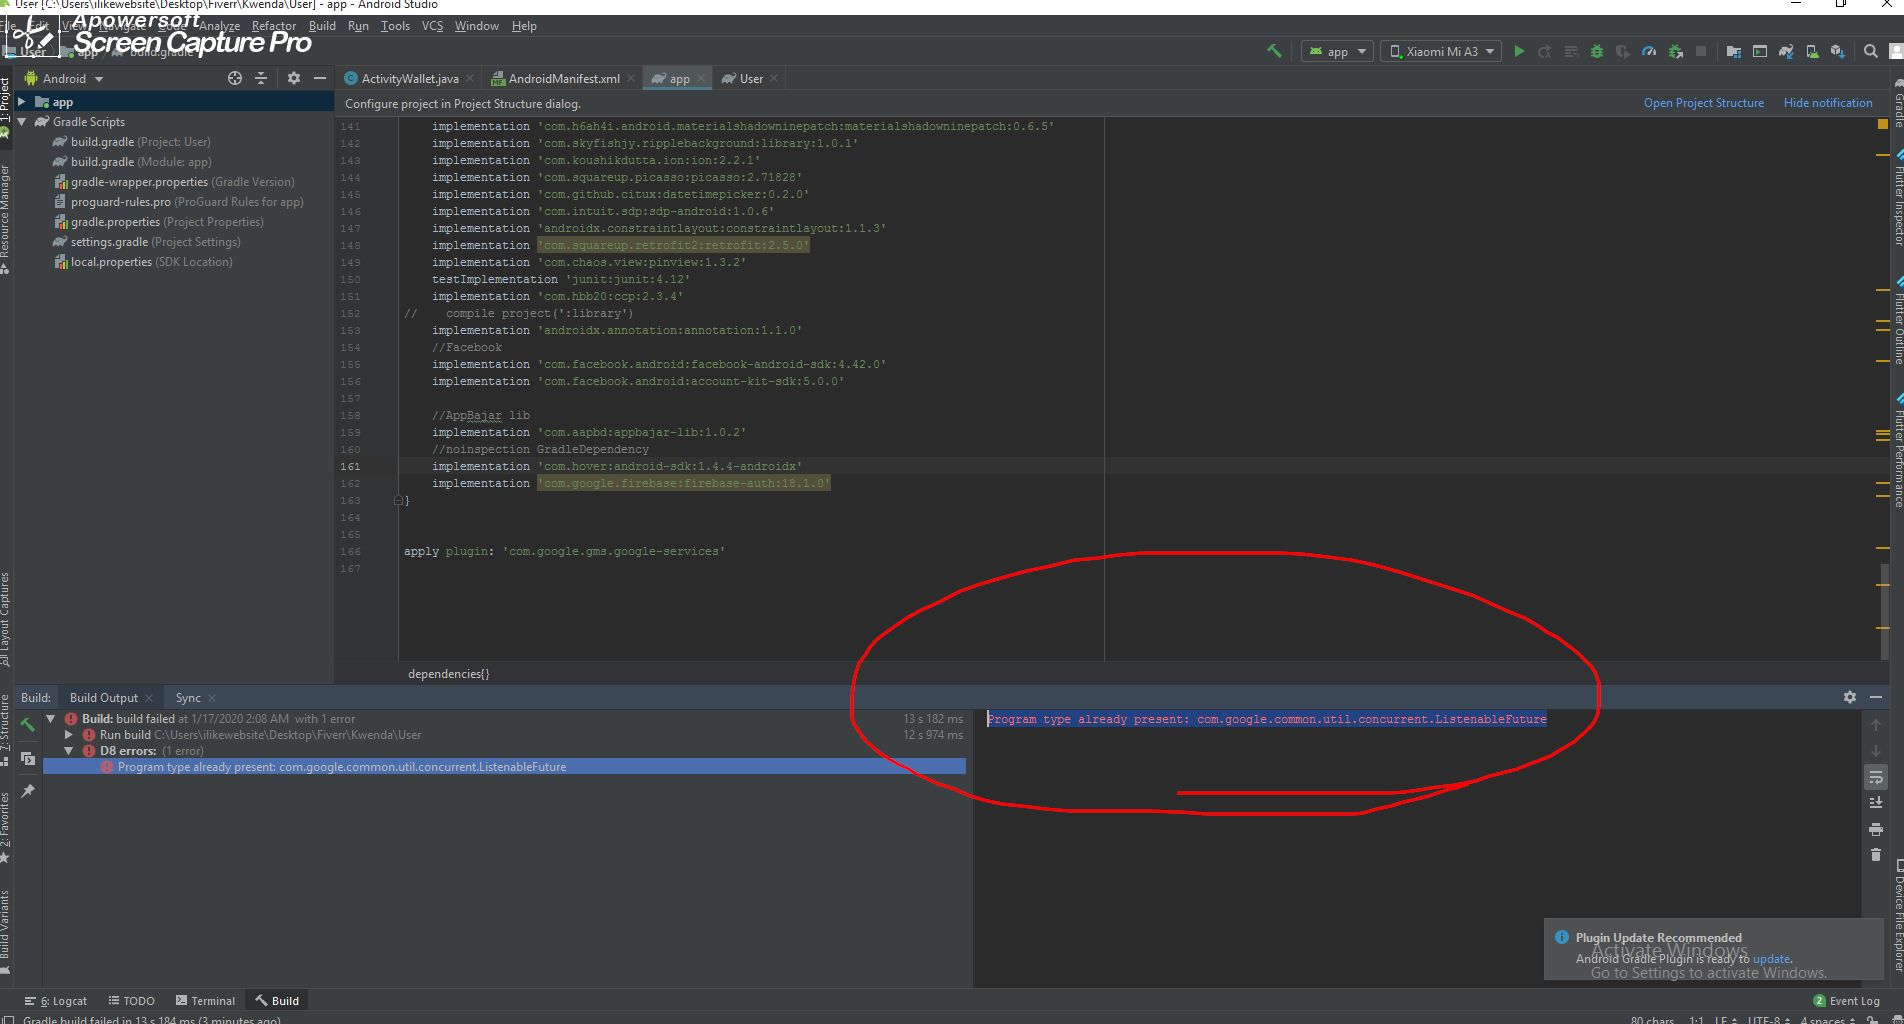 User [C:\Users\ilikewebsite\Desktop\Fiverr\Kwenda\User] - app - Android Studio
File Edit View Navigate Code Analyze Refactor Build Run Tools VCS Window Help
Apowersoft
Screen Capture Pro
User app build.gradle
app Xiaomi Mi A3
Android
ActivityWallet.java AndroidManifest.xml app User
Configure project in Project Structure dialog. Open Project Structure Hide notification
app
Gradle Scripts
build.gradle (Project: User)
build.gradle (Module: app)
gradle-wrapper.properties (Gradle Version)
proguard-rules.pro (ProGuard Rules for app)
gradle.properties (Project Properties)
settings.gradle (Project Settings)
local.properties (SDK Location)
141 implementation 'com.h6ah4i.android.materialshadowninepatch:materialshadowninepatch:0.6.5'
142 implementation 'com.skyfishjy.ripplebackground:library:1.0.1'
143 implementation 'com.koushikdutta.ion:ion:2.2.1'
144 implementation 'com.squareup.picasso:picasso:2.71828'
145 implementation 'com.github.citux:datetimepicker:0.2.0'
146 implementation 'com.intuit.sdp:sdp-android:1.0.6'
147 implementation 'androidx.constraintlayout:constraintlayout:1.1.3'
148 implementation 'com.squareup.retrofit2:retrofit:2.5.0'
149 implementation 'com.chaos.view:pinview:1.3.2'
150 testImplementation 'junit:junit:4.12'
151 implementation 'com.hbb20:ccp:2.3.4'
152 // compile project(':library')
153 implementation 'androidx.annotation:annotation:1.1.0'
154 //Facebook
155 implementation 'com.facebook.android:facebook-android-sdk:4.42.0'
156 implementation 'com.facebook.android:account-kit-sdk:5.0.0'
157
158 //AppBajar lib
159 implementation 'com.aapbd:appbajar-lib:1.0.2'
160 //noinspection GradleDependency
161 implementation 'com.hover:android-sdk:1.4.4-androidx'
162 implementation 'com.google.firebase:firebase-auth:18.1.0'
163 }
164
165
166 apply plugin: 'com.google.gms.google-services'
167
dependencies{}
1: Project
Resource Manager
Layout Captures
7: Structure
2: Favorites
Build Variants
Gradle
Flutter Inspector
Flutter Outline
Flutter Performance
Device File Explorer
Build: Build Output Sync
Build: build failed at 1/17/2020 2:08 AM with 1 error 13 s 182 ms
Run build C:\Users\ilikewebsite\Desktop\Fiverr\Kwenda\User 12 s 974 ms
D8 errors: (1 error)
Program type already present: com.google.common.util.concurrent.ListenableFuture
Program type already present: com.google.common.util.concurrent.ListenableFuture
Plugin Update Recommended
Android Gradle Plugin is ready to update.
Activate Windows
Go to Settings to activate Windows.
6: Logcat TODO Terminal Build 2 Event Log
Gradle build failed in 13 s 184 ms (3 minutes ago) 80 chars 1:1 LF UTF-8 4 spaces